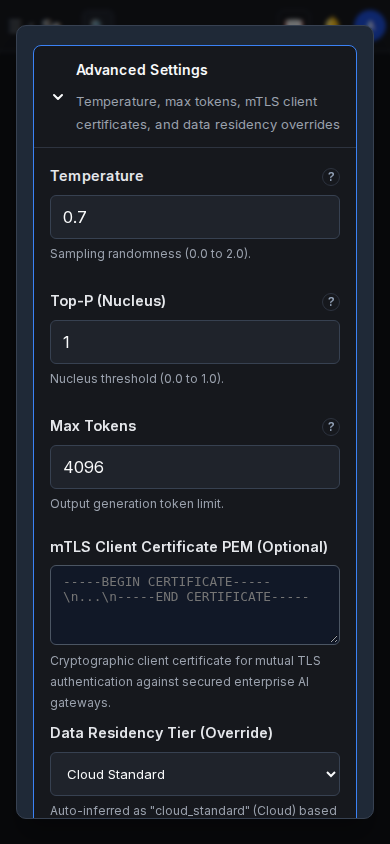 Advanced Settings
Temperature, max tokens, mTLS client
certificates, and data residency overrides
Temperature ?
0.7
Sampling randomness (0.0 to 2.0).
Top-P (Nucleus) ?
1
Nucleus threshold (0.0 to 1.0).
Max Tokens ?
4096
Output generation token limit.
mTLS Client Certificate PEM (Optional)
-----BEGIN CERTIFICATE-----
\n...\n-----END CERTIFICATE-----
Cryptographic client certificate for mutual TLS
authentication against secured enterprise AI
gateways.
Data Residency Tier (Override)
Cloud Standard
Auto-inferred as "cloud_standard" (Cloud) based